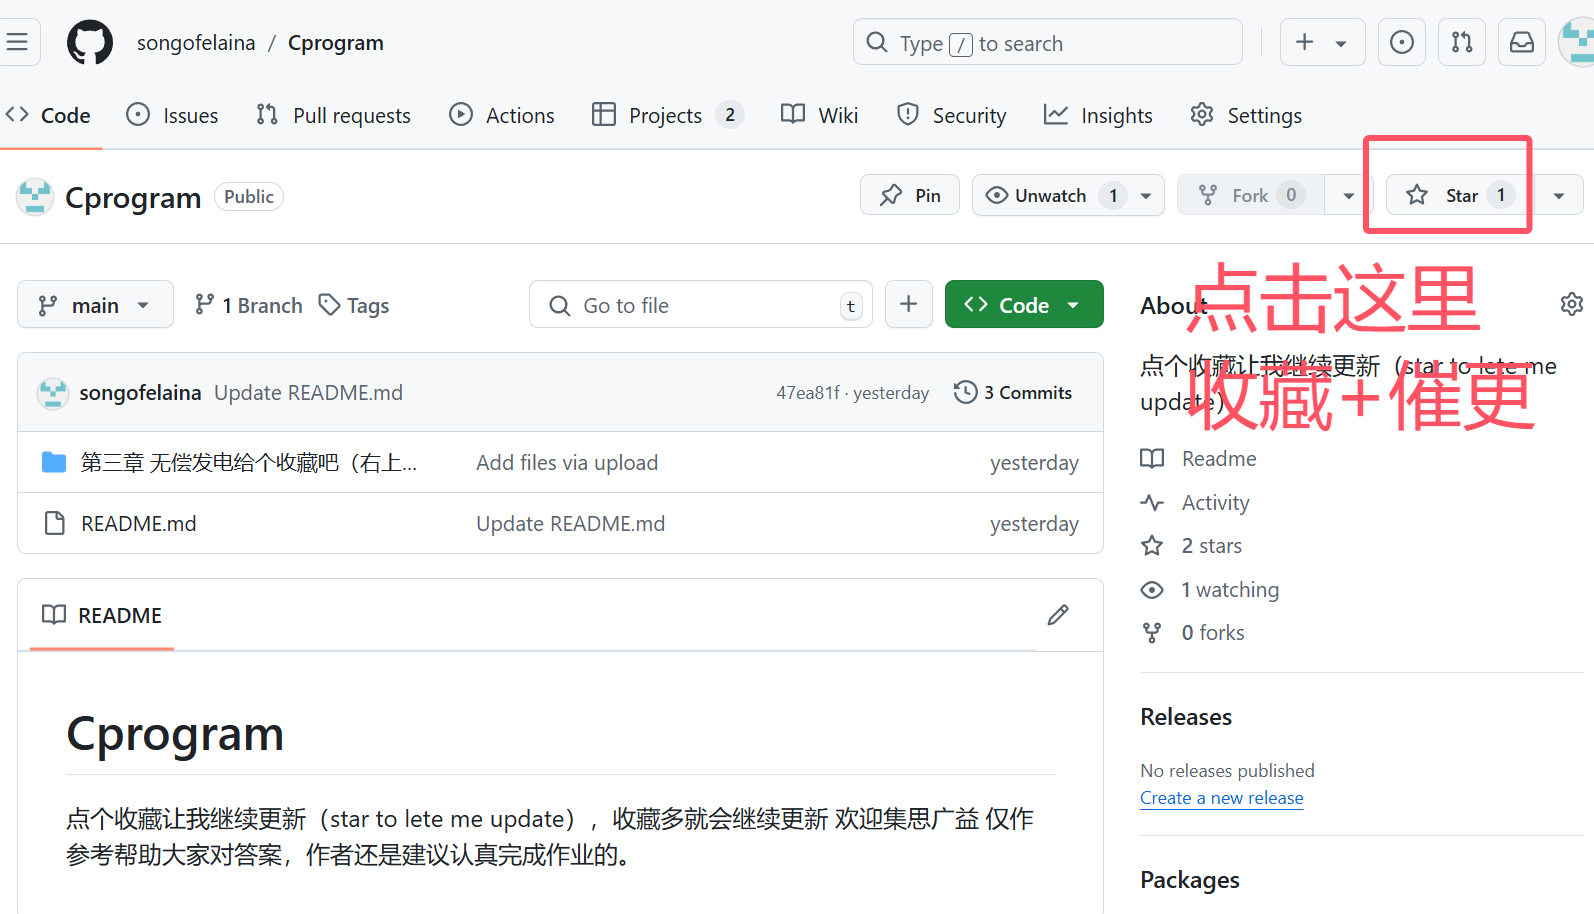 songofelaina / Cprogram
Type / to search
Code Issues Pull requests Actions Projects 2 Wiki Security Insights Settings
Cprogram Public
Pin Unwatch 1 Fork 0 Star 1
点击这里
收藏+催更
main 1 Branch Tags Go to file t Code
songofelaina Update README.md 47ea81f · yesterday 3 Commits
第三章 无偿发电给个收藏吧（右上... Add files via upload yesterday
README.md Update README.md yesterday
README
Cprogram
点个收藏让我继续更新（star to lete me update），收藏多就会继续更新 欢迎集思广益 仅作
参考帮助大家对答案，作者还是建议认真完成作业的。
About
点个收藏让我继续更新（star to lete me
update）
Readme
Activity
2 stars
1 watching
0 forks
Releases
No releases published
Create a new release
Packages